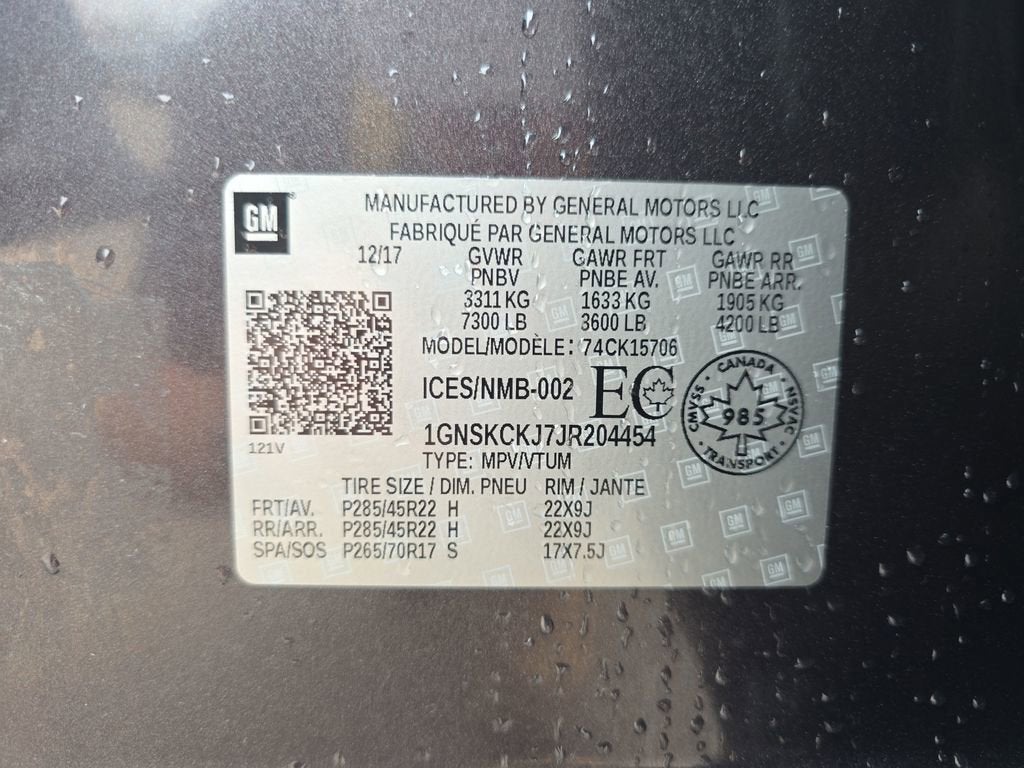 GM
MANUFACTURED BY GENERAL MOTORS LLC
FABRIQUÉ PAR GENERAL MOTORS LLC
12/17 GVWR GAWR FRT GAWR RR
PNBV PNBE AV. PNBE ARR.
3311 KG 1633 KG 1905 KG
7300 LB 3600 LB 4200 LB
MODEL/MODÈLE: 74CK15706
ICES/NMB-002 EC
CANADA
CMVSS 985 NSVAC
TRANSPORT
1GNSKCKJ7JR204454
121V
TYPE: MPV/VTUM
TIRE SIZE / DIM. PNEU RIM / JANTE
FRT/AV. P285/45R22 H 22X9J
RR/ARR. P285/45R22 H 22X9J
SPA/SOS P265/70R17 S 17X7.5J